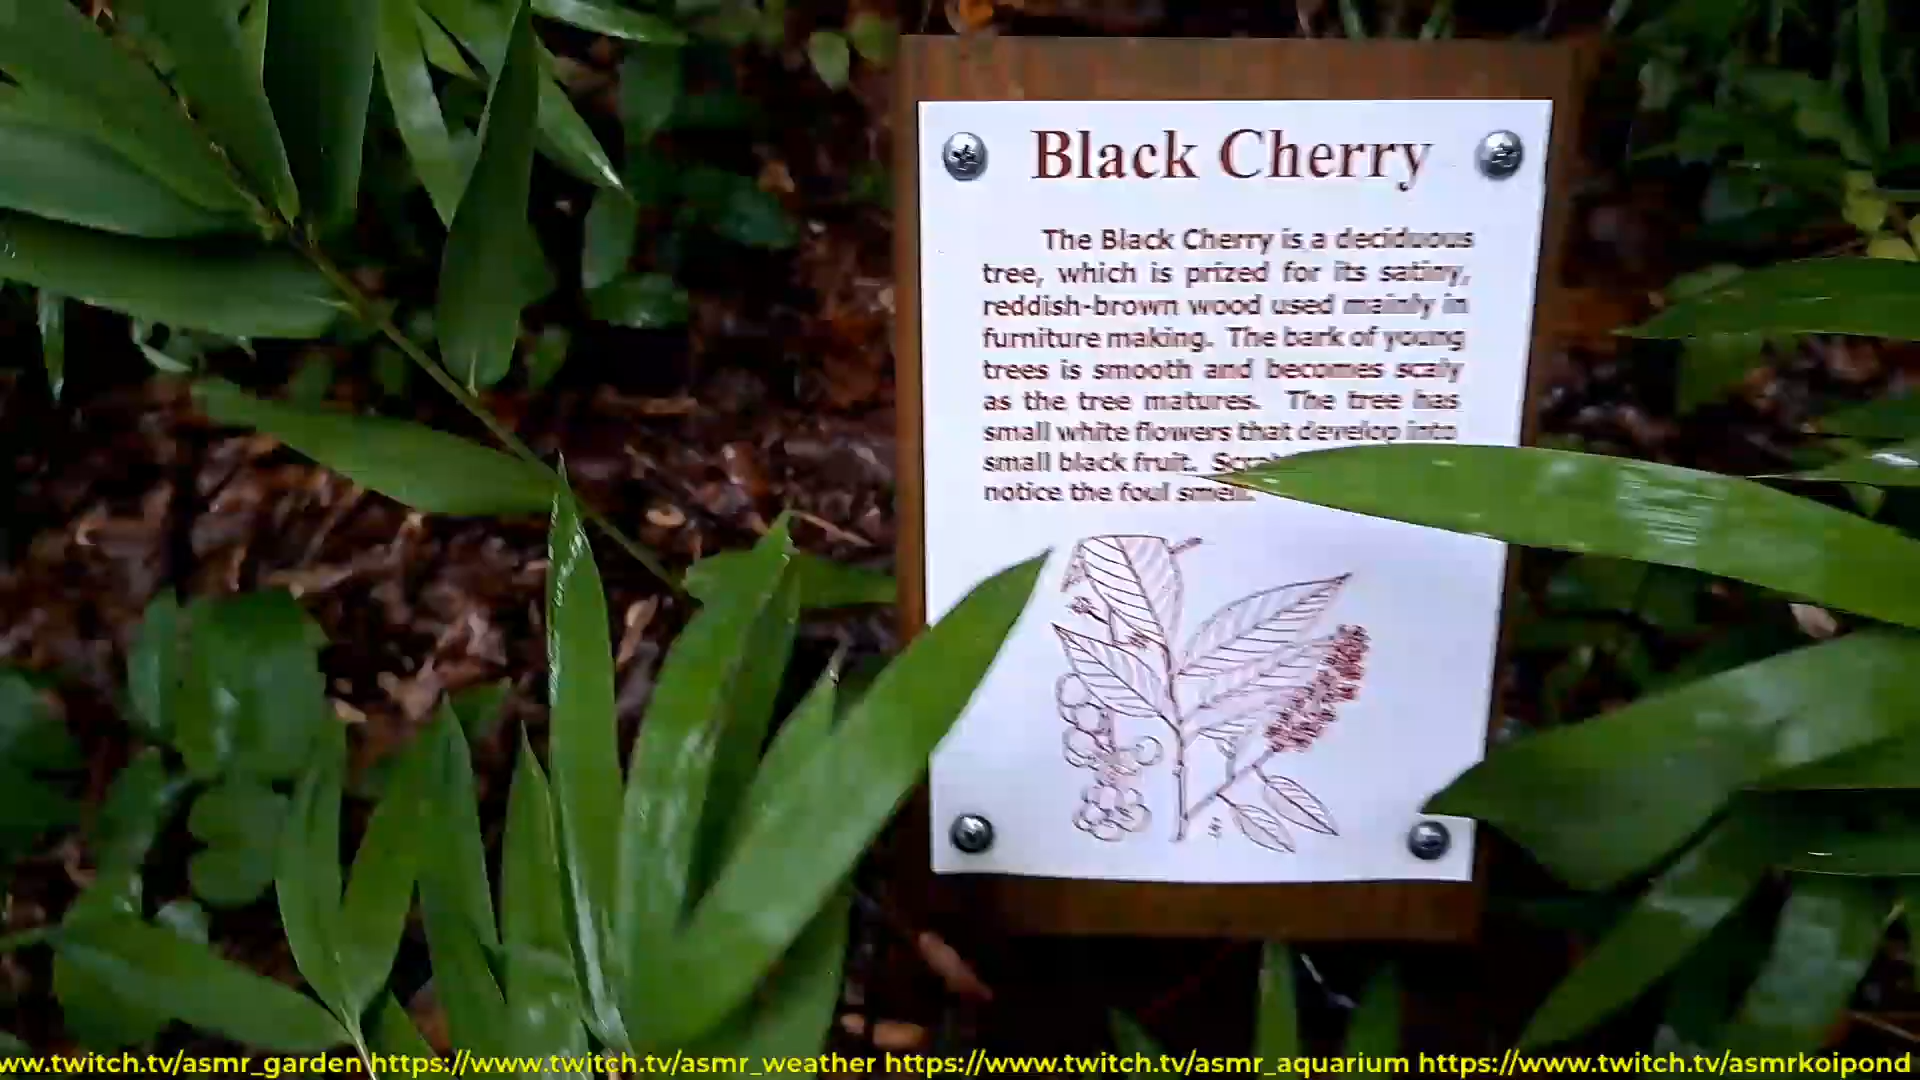 Black Cherry
The Black Cherry is a deciduous
tree, which is prized for its satiny,
reddish-brown wood used mainly in
furniture making. The bark of young
trees is smooth and becomes scaly
as the tree matures. The tree has
small white flowers that develop into
small black fruit.
notice the foul smell.
ww.twitch.tv/asmr_garden https://www.twitch.tv/asmr_weather https://www.twitch.tv/asmr_aquarium https://www.twitch.tv/asmrkoipond